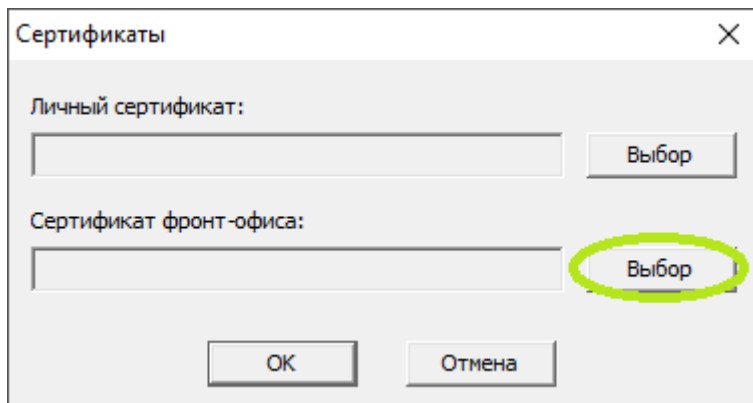 Сертификаты
Личный сертификат:
Выбор
Сертификат фронт-офиса:
Выбор
OK
Отмена